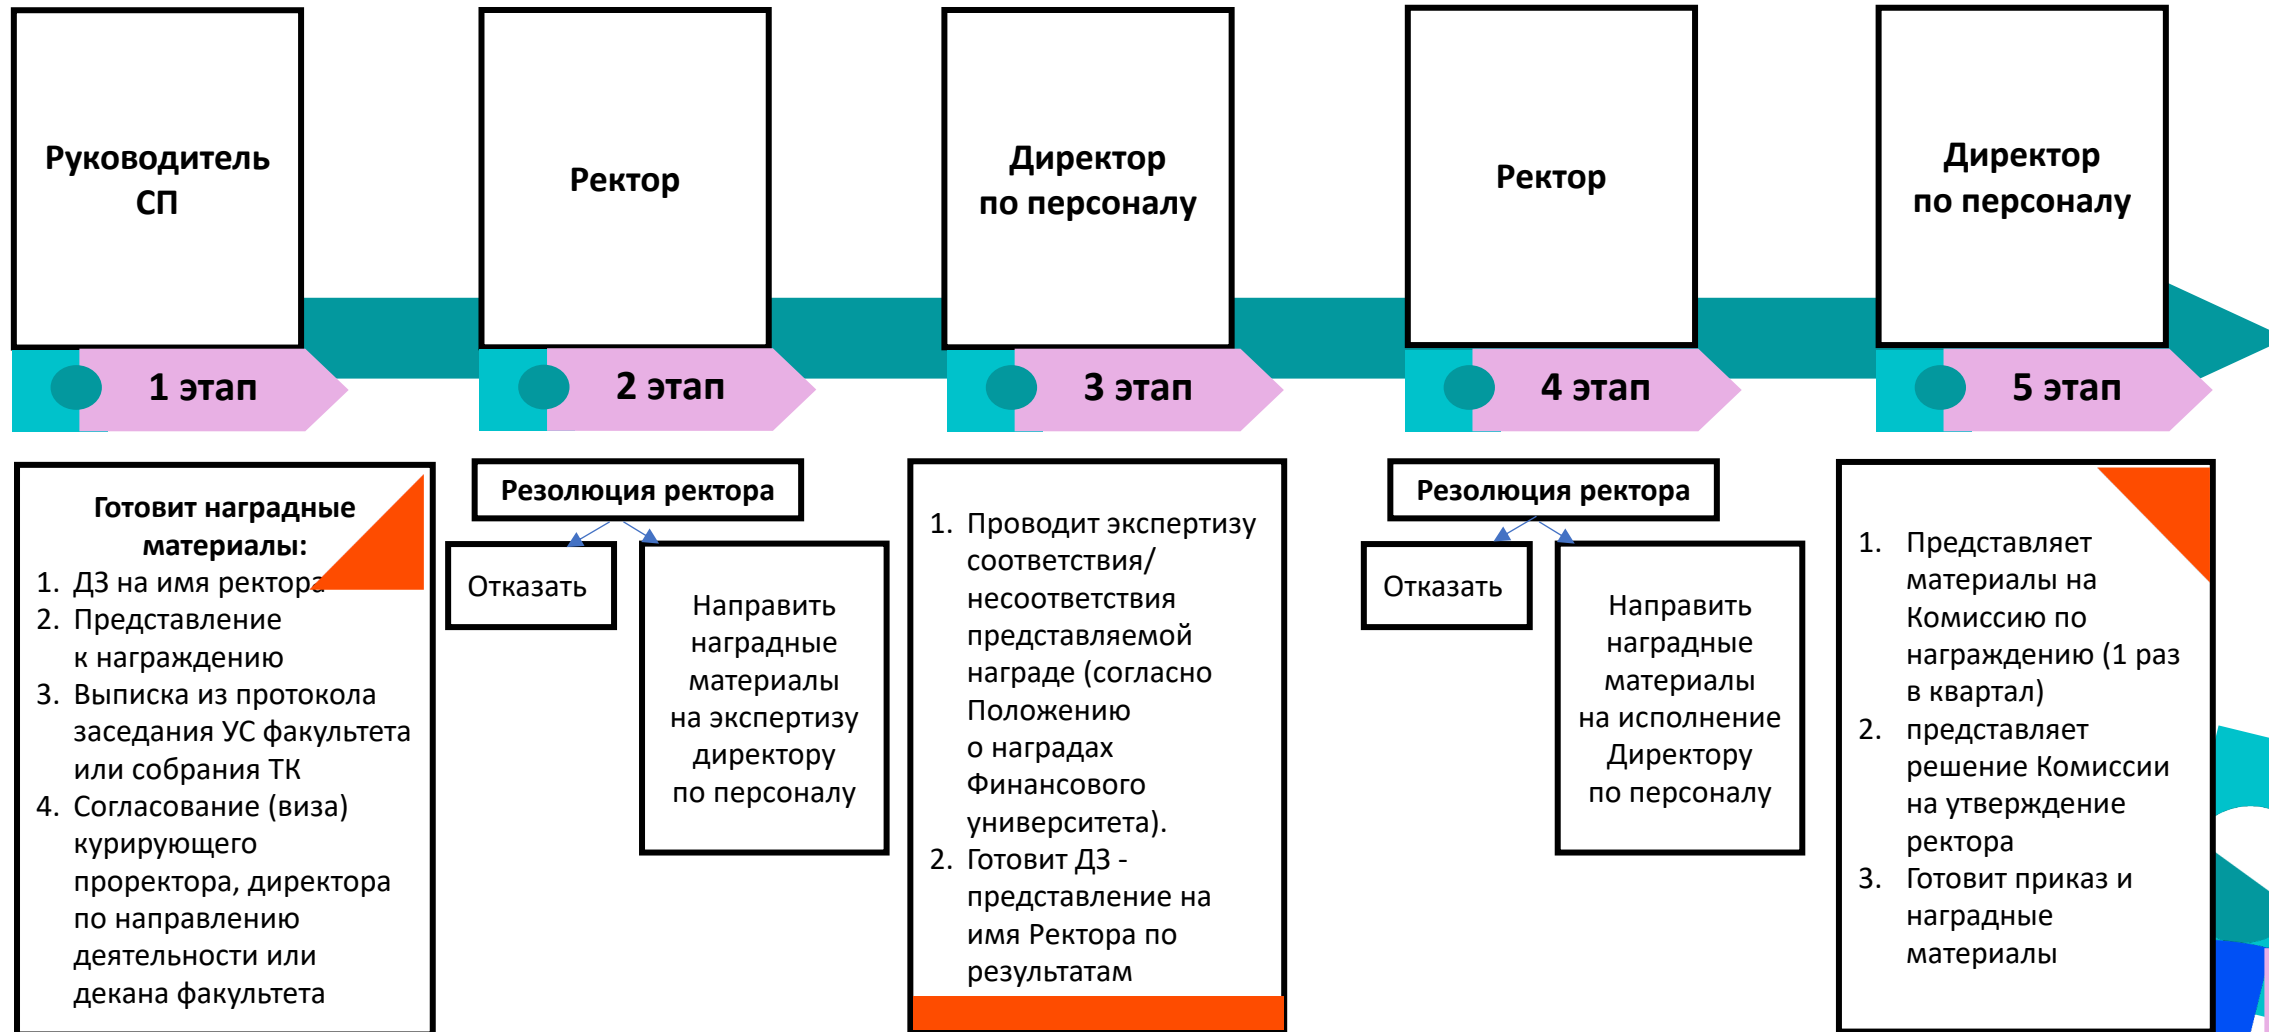 Руководитель
СП
Ректор
Директор
по персоналу
Ректор
Директор
по персоналу
1 этап
2 этап
3 этап
4 этап
5 этап
Готовит наградные
материалы:
1. ДЗ на имя ректора
2. Представление
к награждению
3. Выписка из протокола
заседания УС факультета
или собрания ТК
4. Согласование (виза)
курирующего
проректора, директора
по направлению
деятельности или
декана факультета
Резолюция ректора
Отказать
Направить
наградные
материалы
на экспертизу
директору
по персоналу
1. Проводит экспертизу
соответствия/
несоответствия
представляемой
награде (согласно
Положению
о наградах
Финансового
университета).
2. Готовит ДЗ -
представление на
имя Ректора по
результатам
Резолюция ректора
Отказать
Направить
наградные
материалы
на исполнение
Директору
по персоналу
1. Представляет
материалы на
Комиссию по
награждению (1 раз
в квартал)
2. представляет
решение Комиссии
на утверждение
ректора
3. Готовит приказ и
наградные
материалы